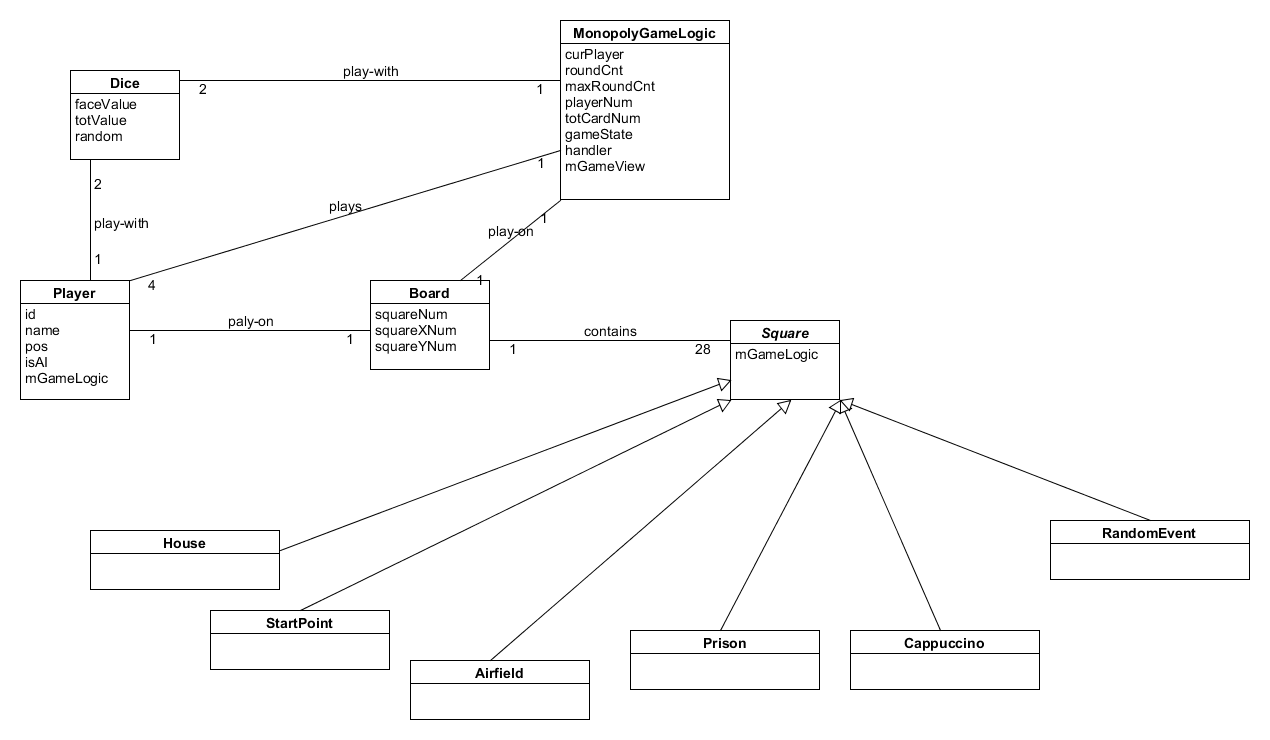 MonopolyGameLogic
curPlayer
roundCnt
maxRoundCnt
playerNum
totCardNum
gameState
handler
mGameView
Dice
faceValue
totValue
random
play-with
2
1
2
play-with
1
plays
1
4
play-on
1
1
Player
id
name
pos
isAI
mGameLogic
paly-on
1
1
Board
squareNum
squareXNum
squareYNum
contains
1
28
Square
mGameLogic
House
StartPoint
Airfield
Prison
Cappuccino
RandomEvent